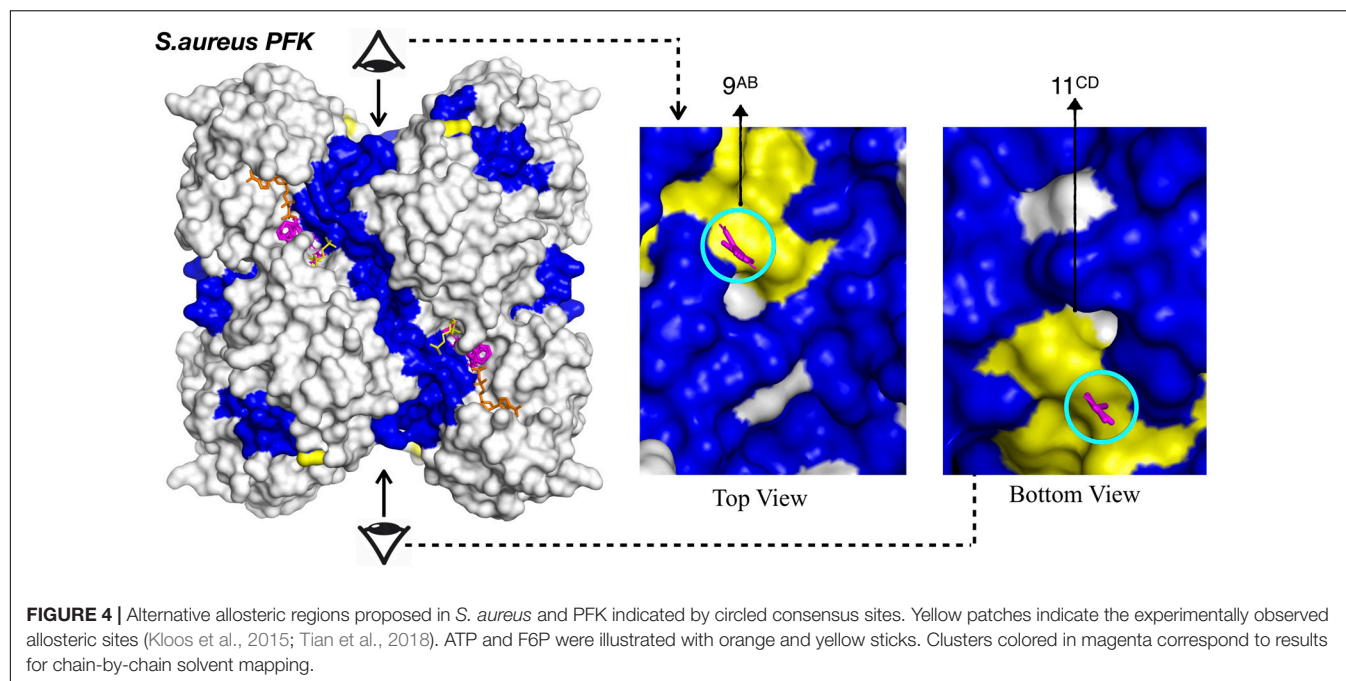 S.aureus PFK
9AB
11CD
Top View
Bottom View
FIGURE 4 | Alternative allosteric regions proposed in S. aureus and PFK indicated by circled consensus sites. Yellow patches indicate the experimentally observed
allosteric sites (Kloos et al., 2015; Tian et al., 2018). ATP and F6P were illustrated with orange and yellow sticks. Clusters colored in magenta correspond to results
for chain-by-chain solvent mapping.